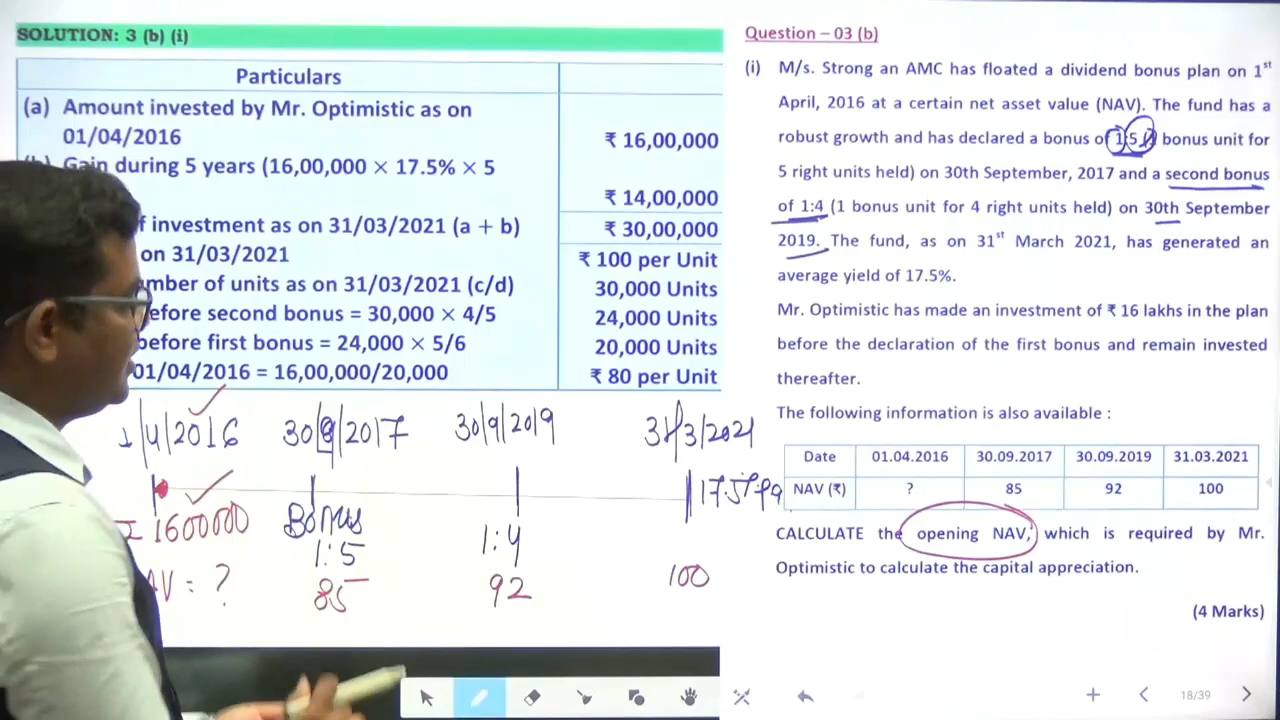 SOLUTION: 3 (b) (i)
Particulars
(a) Amount invested by Mr. Optimistic as on
01/04/2016
₹ 16,00,000
Gain during 5 years (16,00,000 × 17.5% × 5
₹ 14,00,000
f investment as on 31/03/2021 (a + b)
₹ 30,00,000
on 31/03/2021
₹ 100 per Unit
mber of units as on 31/03/2021 (c/d)
30,000 Units
efore second bonus = 30,000 × 4/5
24,000 Units
before first bonus = 24,000 × 5/6
20,000 Units
01/04/2016 = 16,00,000/20,000
₹ 80 per Unit
1/4/2016 30/9/2017 30/9/2019 31/3/2021
17.5% pa
1600000 Bonus
1:5 1:4
AV = ? 85 92 100
Question – 03 (b)
(i) M/s. Strong an AMC has floated a dividend bonus plan on 1st
April, 2016 at a certain net asset value (NAV). The fund has a
robust growth and has declared a bonus of 1:5 bonus unit for
5 right units held) on 30th September, 2017 and a second bonus
of 1:4 (1 bonus unit for 4 right units held) on 30th September
2019. The fund, as on 31st March 2021, has generated an
average yield of 17.5%.
Mr. Optimistic has made an investment of ₹ 16 lakhs in the plan
before the declaration of the first bonus and remain invested
thereafter.
The following information is also available :
Date 01.04.2016 30.09.2017 30.09.2019 31.03.2021
NAV (₹) ? 85 92 100
CALCULATE the opening NAV, which is required by Mr.
Optimistic to calculate the capital appreciation.
(4 Marks)
18/39